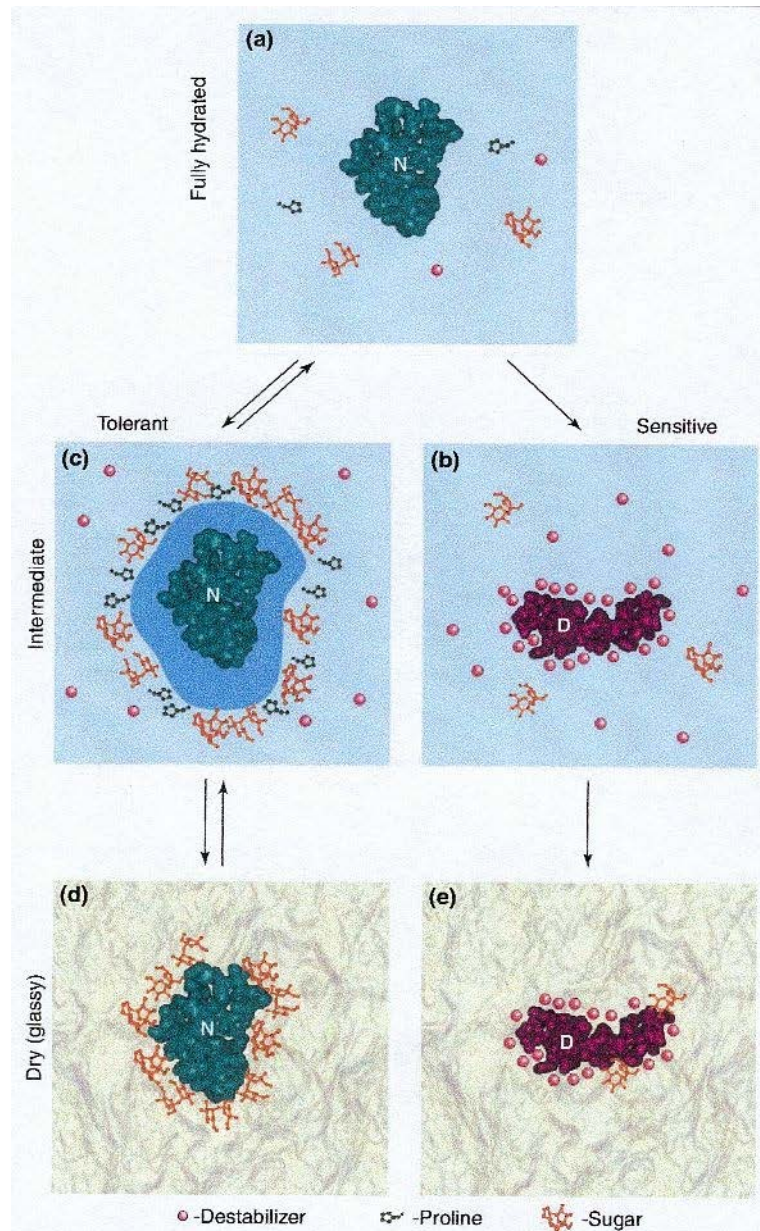 (a)
Fully hydrated
N
Tolerant
Sensitive
(c)
(b)
Intermediate
N
D
(d)
(e)
Dry (glassy)
N
D
-Destabilizer -Proline -Sugar